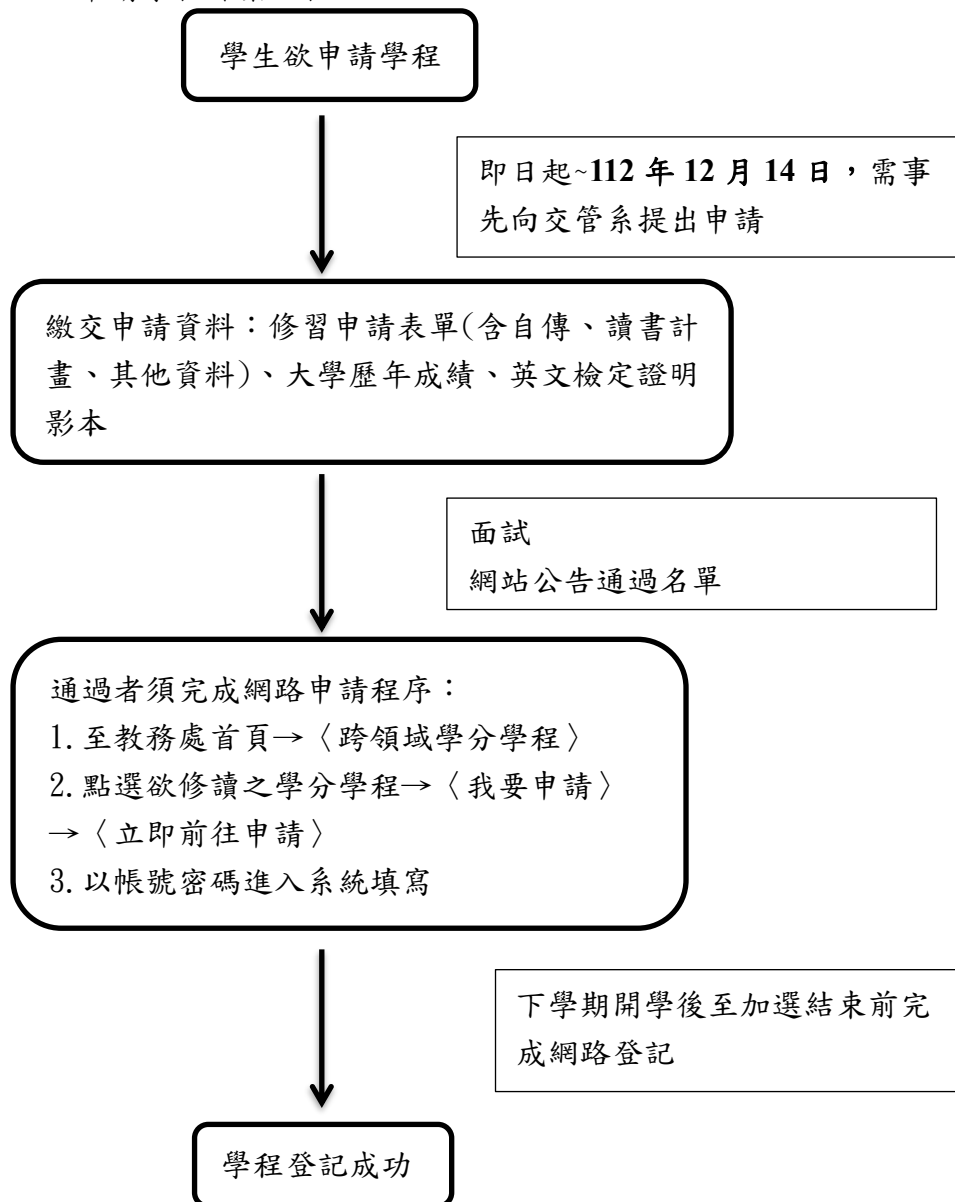 學生欲申請學程
即日起~112 年 12 月 14 日，需事
先向交管系提出申請
繳交申請資料：修習申請表單(含自傳、讀書計
畫、其他資料)、大學歷年成績、英文檢定證明
影本
面試
網站公告通過名單
通過者須完成網路申請程序：
1. 至教務處首頁→〈跨領域學分學程〉
2. 點選欲修讀之學分學程→〈我要申請〉
→〈立即前往申請〉
3. 以帳號密碼進入系統填寫
下學期開學後至加選結束前完
成網路登記
學程登記成功